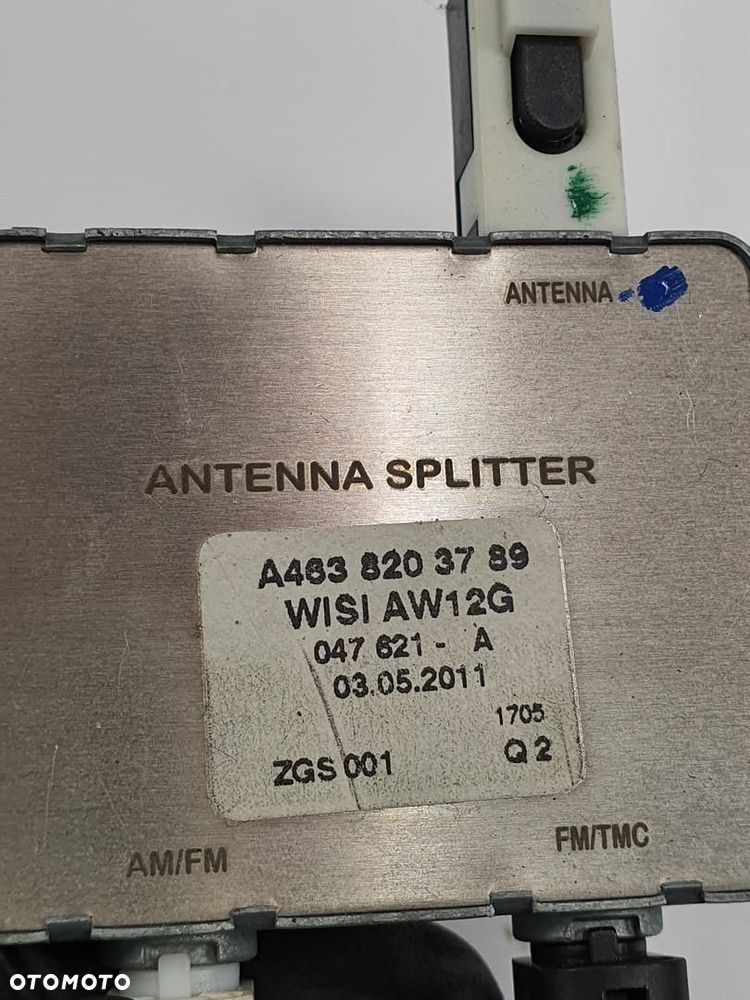 ANTENNA
ANTENNA SPLITTER
A463 820 37 89
WISI AW12G
047 621 - A
03.05.2011
1705
ZGS 001 Q2
AM/FM
FM/TMC
OTOMOTO